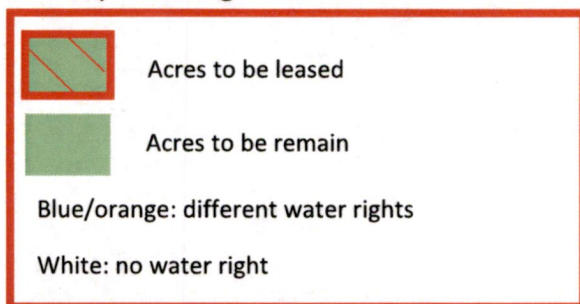 Acres to be leased
Acres to be remain
Blue/orange: different water rights
White: no water right